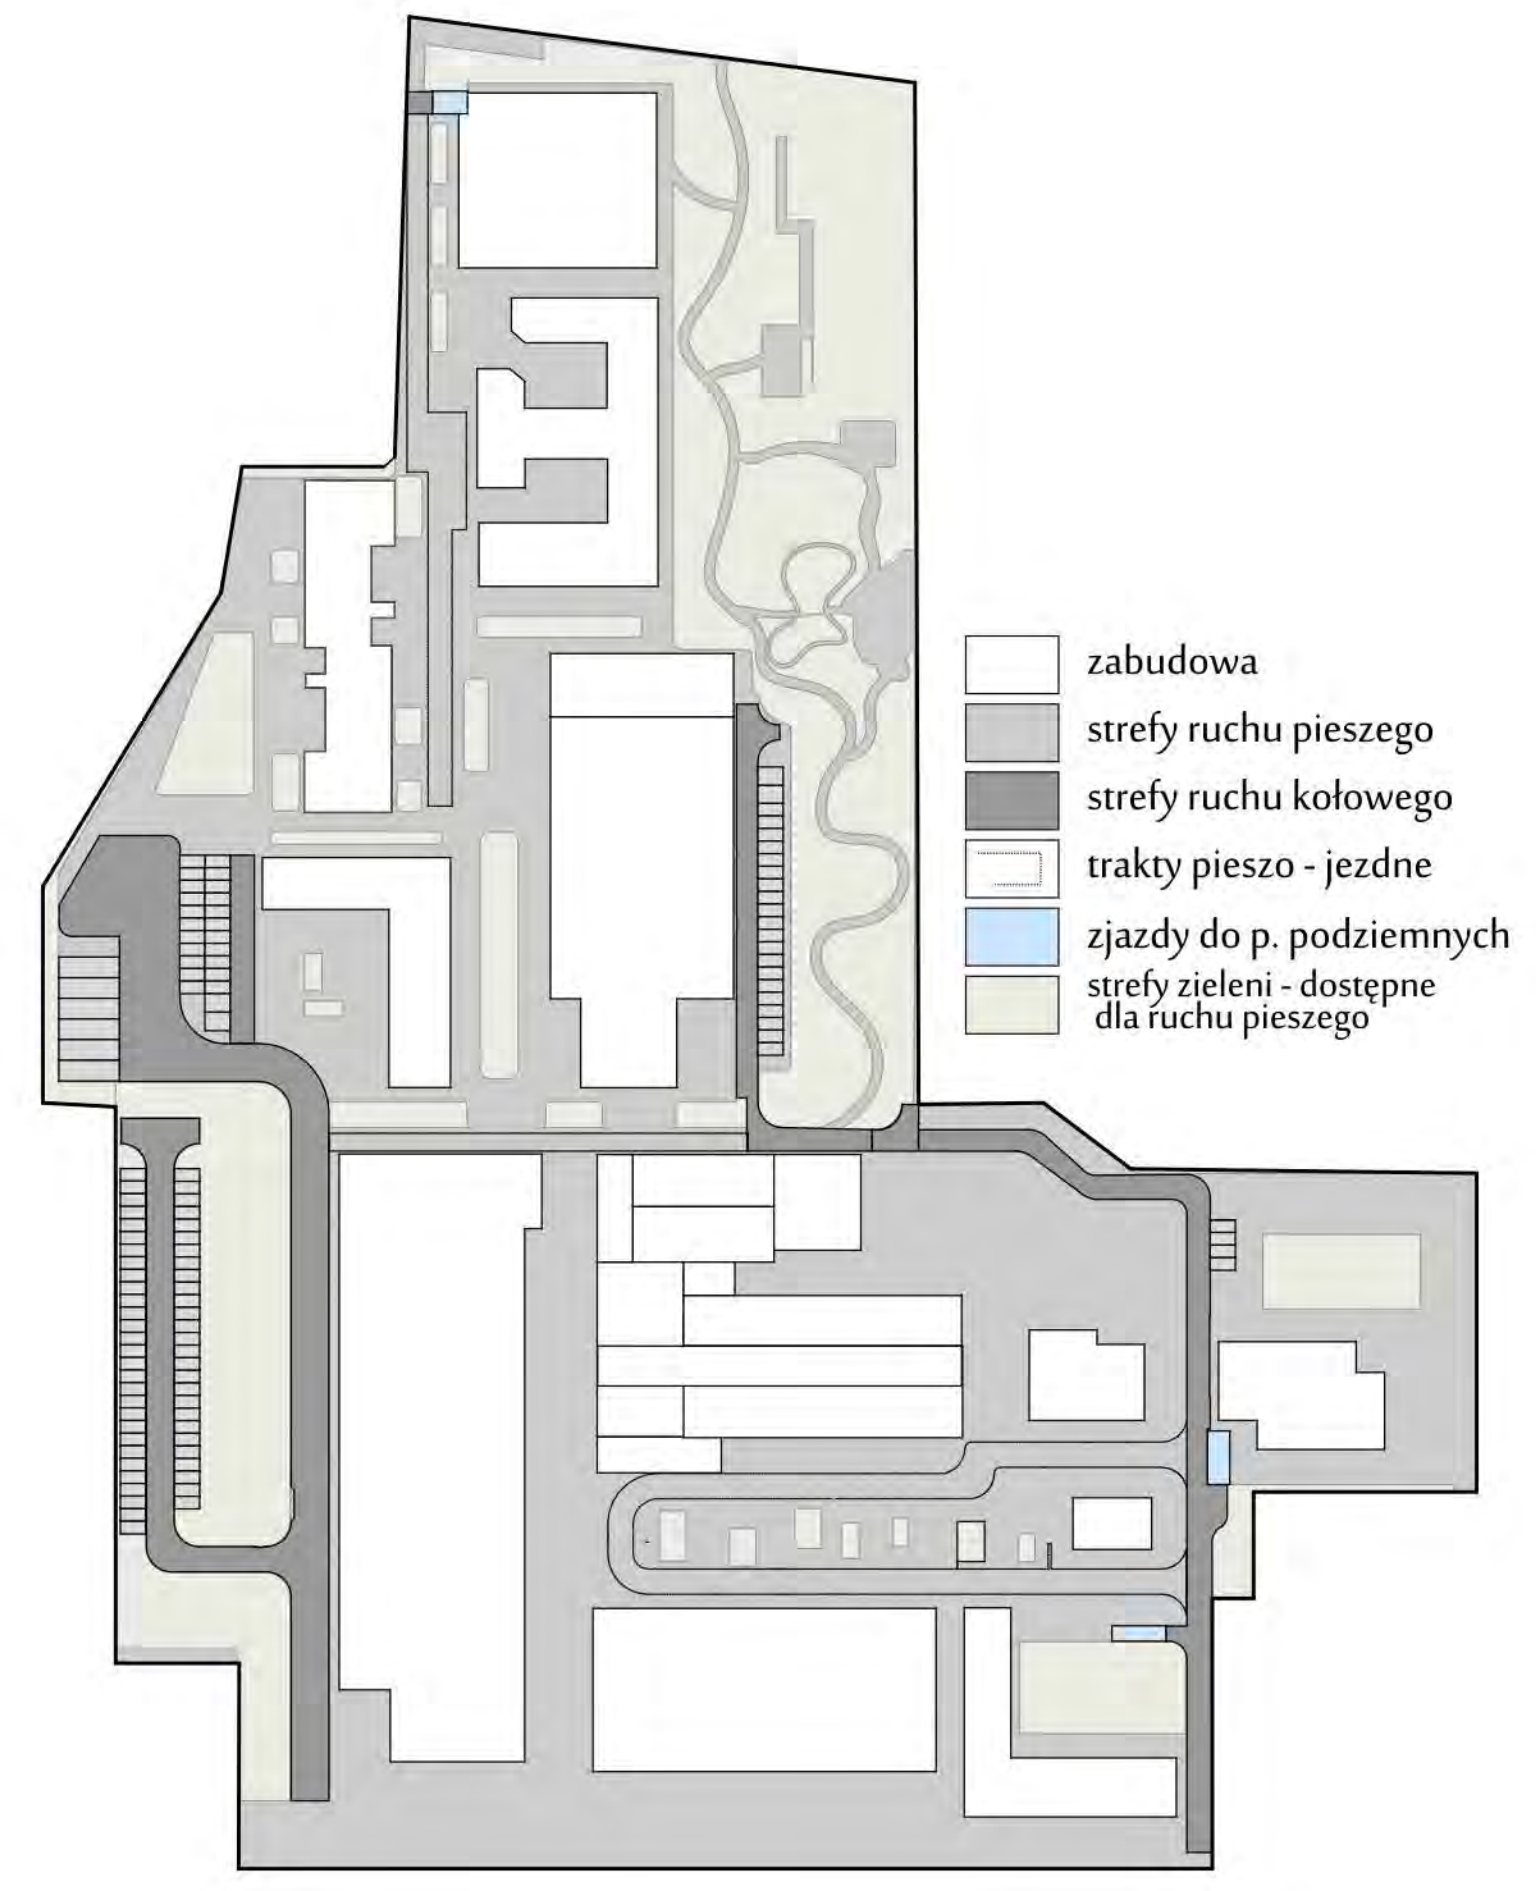 zabudowa
strefy ruchu pieszego
strefy ruchu kołowego
trakty pieszo - jezdne
zjazdy do p. podziemnych
strefy zieleni - dostępne
dla ruchu pieszego